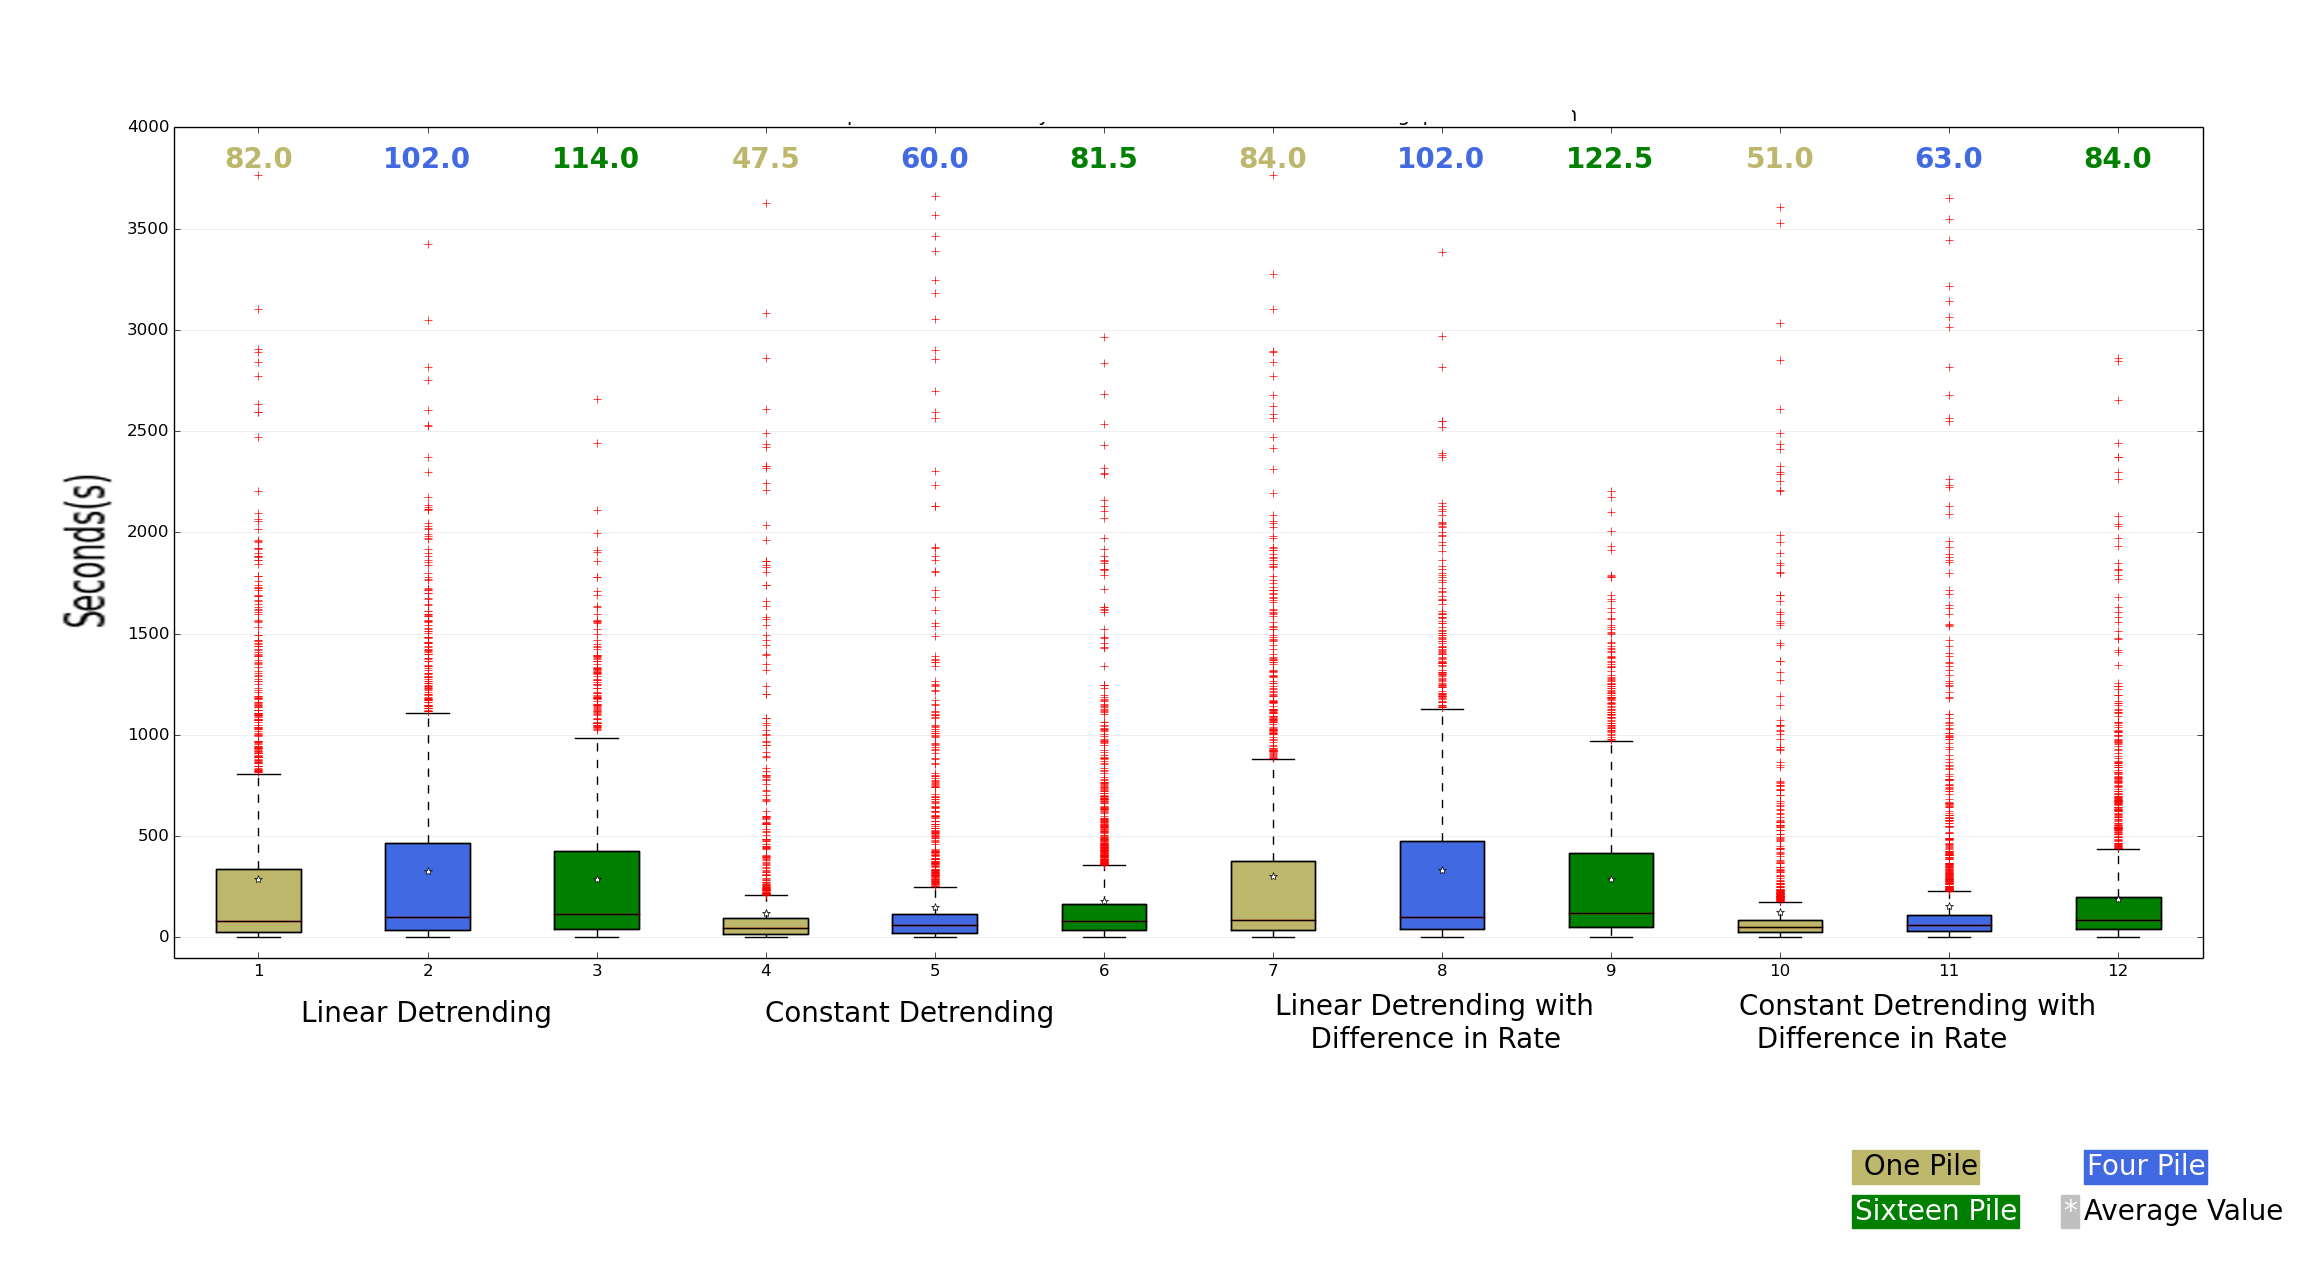 4000
82.0 102.0 114.0 47.5 60.0 81.5 84.0 102.0 122.5 51.0 63.0 84.0
3500
3000
2500
2000
1500
1000
500
0
Seconds(s)
1 2 3 4 5 6 7 8 9 10 11 12
Linear Detrending
Constant Detrending
Linear Detrending with
Difference in Rate
Constant Detrending with
Difference in Rate
One Pile
Four Pile
Sixteen Pile
* Average Value